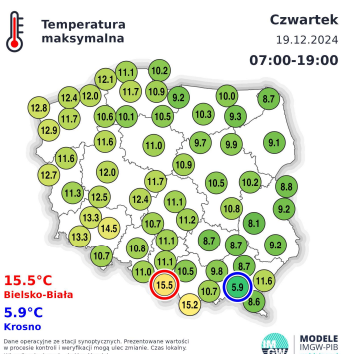 Temperatura
maksymalna
Czwartek
19.12.2024
07:00-19:00
12.1 11.1 10.2
12.8 12.4 12.0 11.7 10.9 9.2 10.0 8.7
11.7 10.6 10.1 10.5 10.3 9.3
12.9 11.6 11.0 9.7 9.9 9.1
11.6 10.9
12.7 12.0 11.7 10.5 10.2 8.8
11.3 12.5 12.4 11.1 10.8 9.2
13.3 14.5 10.7 11.2 8.1
13.3 10.8 11.1 8.7 8.7 9.2
10.7 11.1 8.7
11.0 10.5 9.8 11.6
15.5 10.7 5.9
15.2 8.6
15.5°C
Bielsko-Biała
5.9°C
Krosno
Dane operacyjne ze stacji synoptycznych. Prezentowane wartości
w procesie kontroli i weryfikacji mogą ulec zmianie. Czas lokalny.
IMGW
MODELE
IMGW-PIB